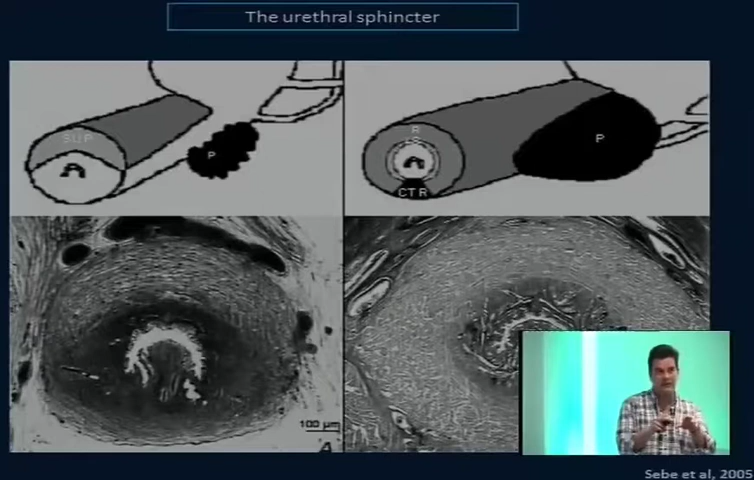 The urethral sphincter
SUP
P
R
S
P
CT R
100 µm
A
Sebe et al, 2005